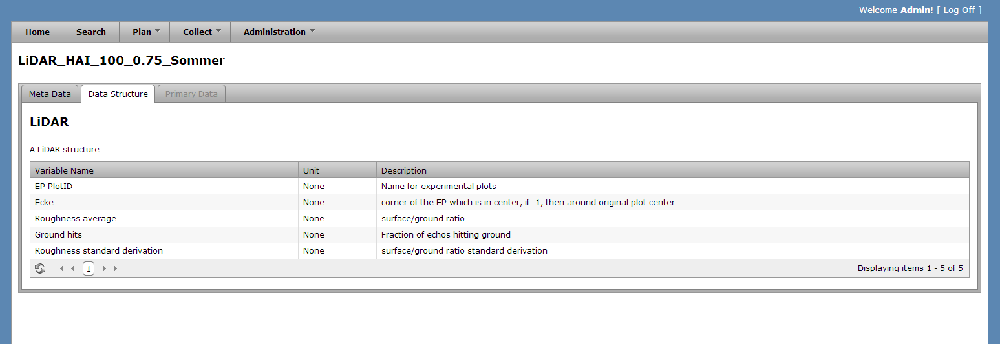 Welcome Admin! [ Log Off ]
Home Search Plan Collect Administration
LiDAR_HAI_100_0.75_Sommer
Meta Data Data Structure Primary Data
LiDAR
A LiDAR structure
Variable Name Unit Description
EP PlotID None Name for experimental plots
Ecke None corner of the EP which is in center, if -1, then around original plot center
Roughness average None surface/ground ratio
Ground hits None Fraction of echos hitting ground
Roughness standard derivation None surface/ground ratio standard derivation
1 Displaying items 1 - 5 of 5